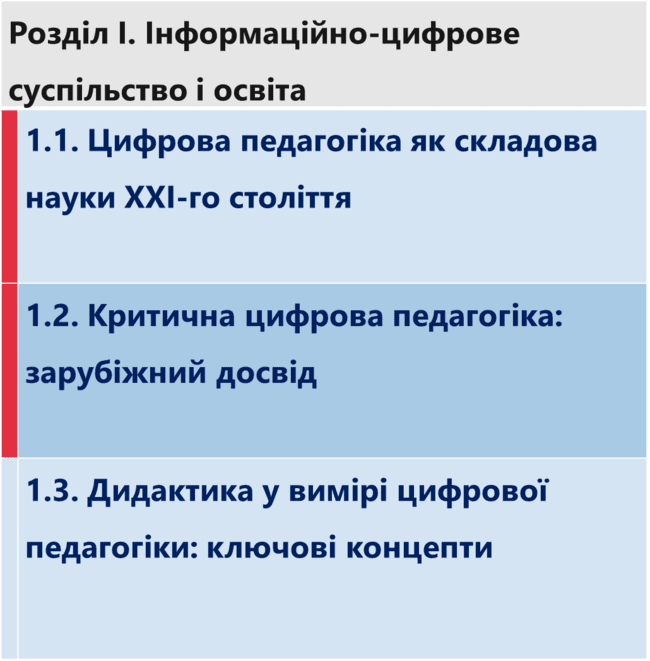 Розділ І. Інформаційно-цифрове
суспільство і освіта
1.1. Цифрова педагогіка як складова
науки ХХІ-го століття
1.2. Критична цифрова педагогіка:
зарубіжний досвід
1.3. Дидактика у вимірі цифрової
педагогіки: ключові концепти